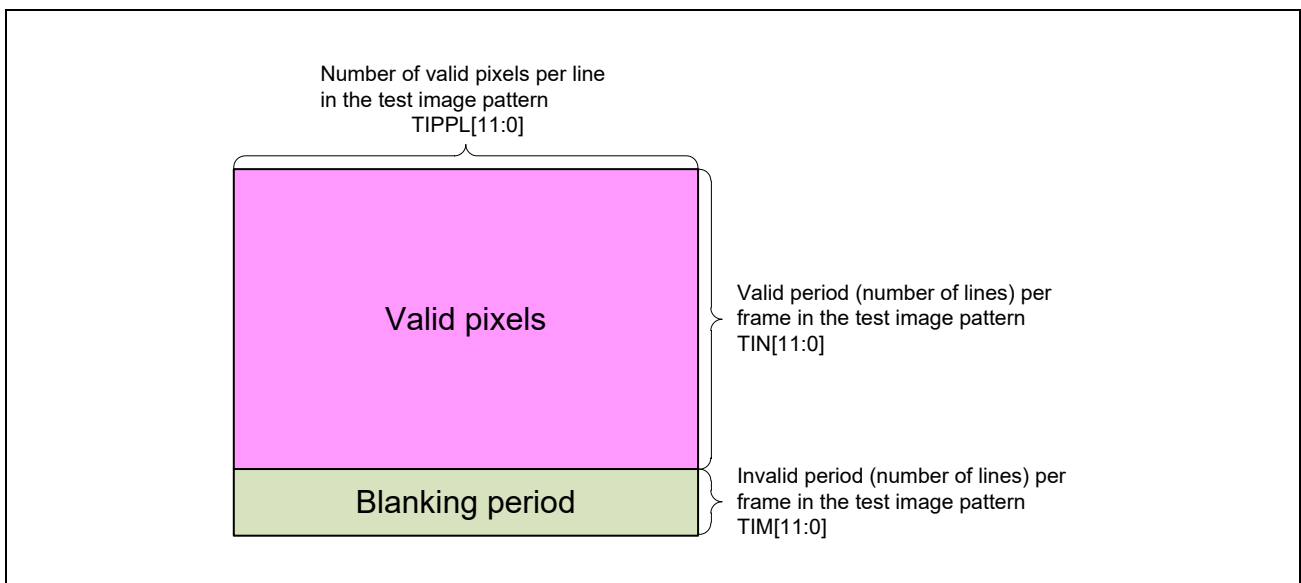 Number of valid pixels per line
in the test image pattern
TIPPL[11:0]
Valid pixels
Valid period (number of lines) per
frame in the test image pattern
TIN[11:0]
Blanking period
Invalid period (number of lines) per
frame in the test image pattern
TIM[11:0]